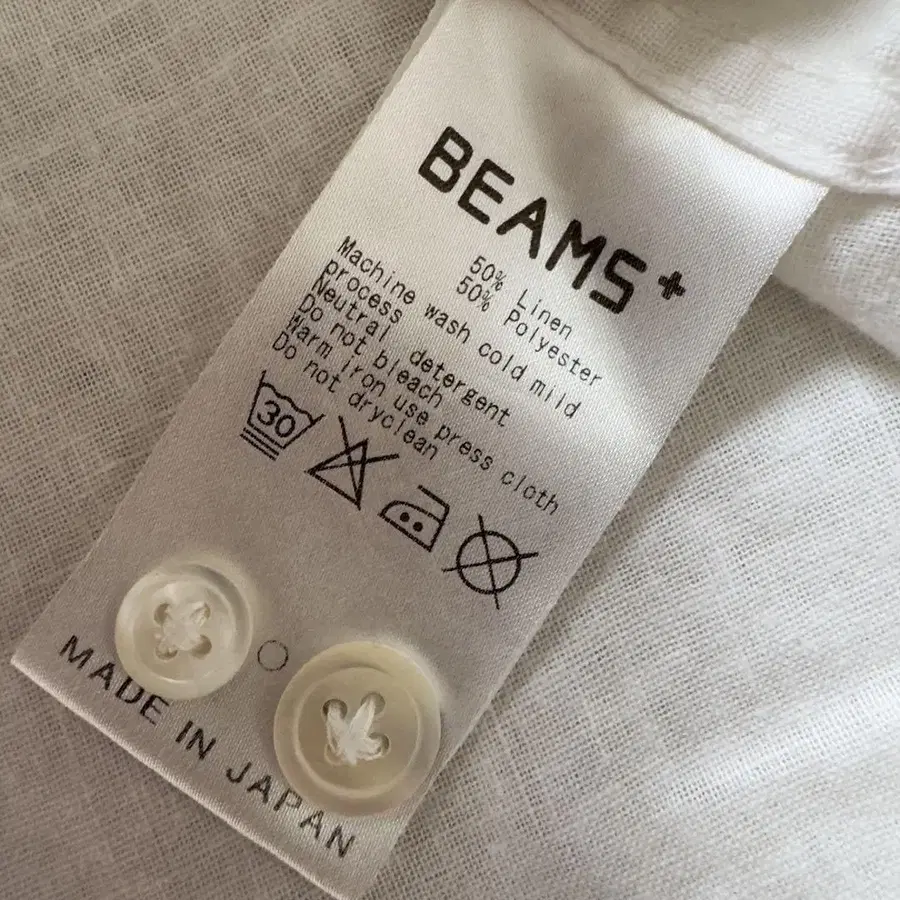 BEAMS+
50% Linen
50% Polyester
Machine wash cold mild
process
Neutral detergent
Do not bleach
Warm iron use press cloth
Do not dryclean
30
MADE IN JAPAN